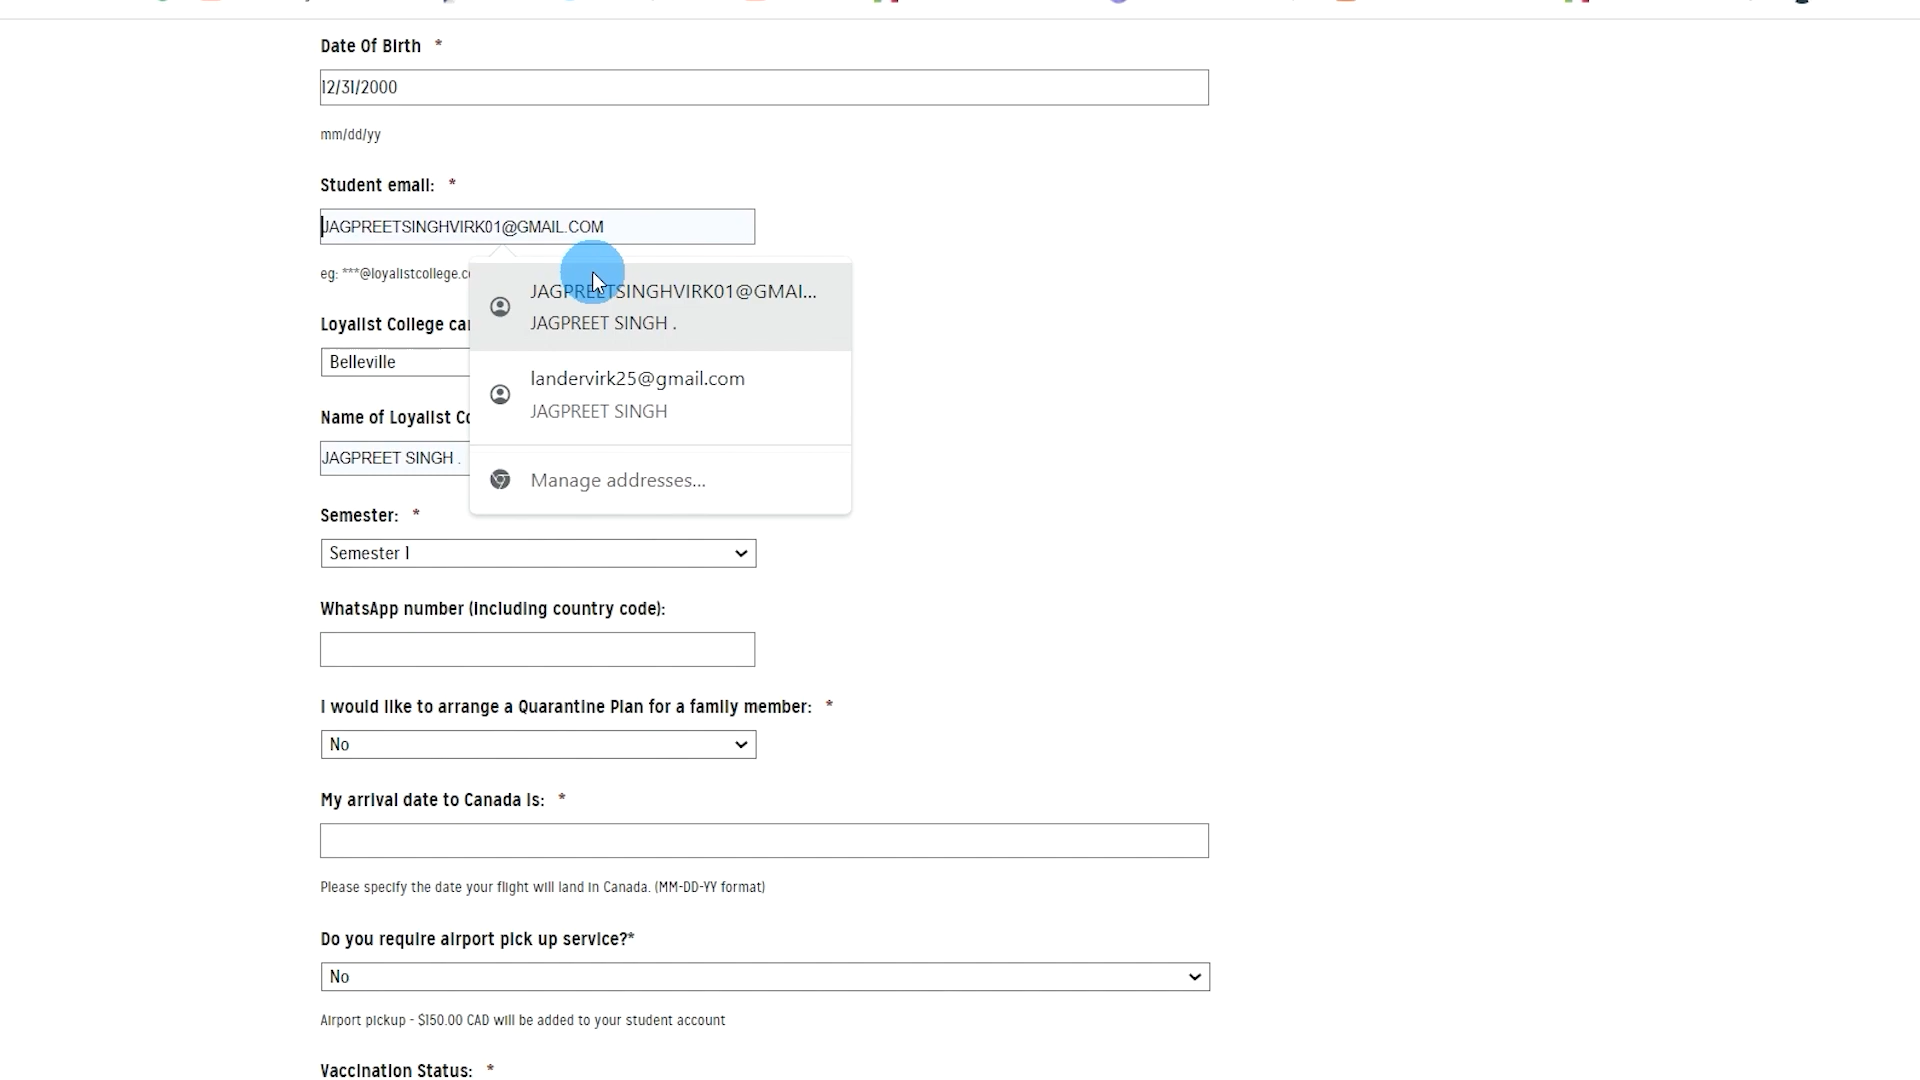 Date Of Birth *
12/31/2000
mm/dd/yy
Student email: *
JAGPREETSINGHVIRK01@GMAIL.COM
eg: ***@loyalistcollege.c
JAGPREETSINGHVIRK01@GMAI...
JAGPREET SINGH .
Loyalist College
Belleville
landervirk25@gmail.com
JAGPREET SINGH
Name of Loyalist
JAGPREET SINGH .
Manage addresses...
Semester: *
Semester 1
WhatsApp number (including country code):
I would like to arrange a Quarantine Plan for a family member: *
No
My arrival date to Canada is: *
Please specify the date your flight will land in Canada. (MM-DD-YY format)
Do you require airport pick up service?*
No
Airport pickup - $150.00 CAD will be added to your student account
Vaccination Status: *